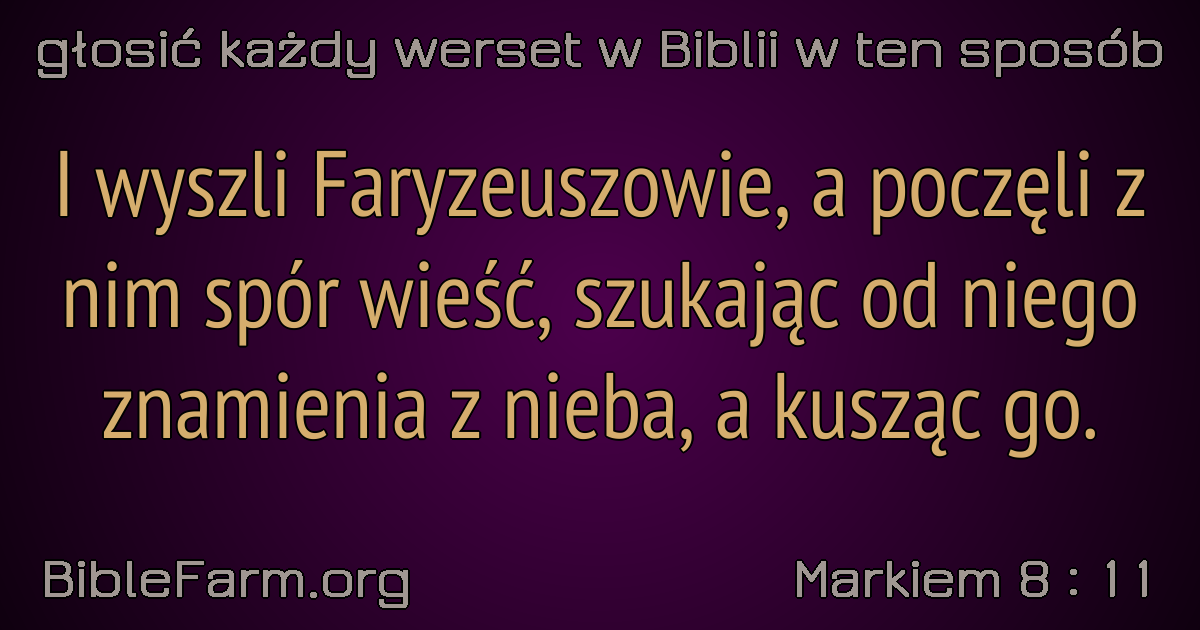 głosić każdy werset w Biblii w ten sposób
I wyszli Faryzeuszowie, a poczęli z
nim spór wieść, szukając od niego
znamienia z nieba, a kusząc go.
BibleFarm.org
Markiem 8 : 11